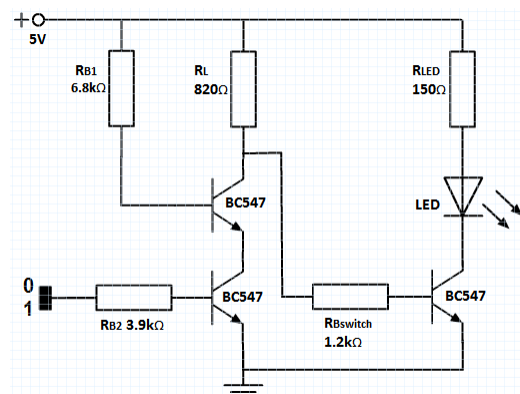 +
5V
RB1
6.8kΩ
RL
820Ω
RLED
150Ω
BC547
LED
0
1
BC547
BC547
RB2 3.9kΩ
RBswitch
1.2kΩ